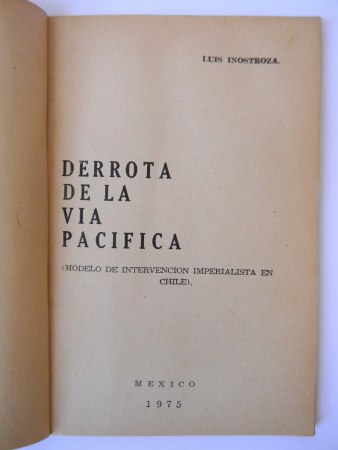 LUIS INOSTROZA.
DERROTA
DE LA
VIA
PACIFICA
(MODELO DE INTERVENCION IMPERIALISTA EN
CHILE).
MEXICO
1975